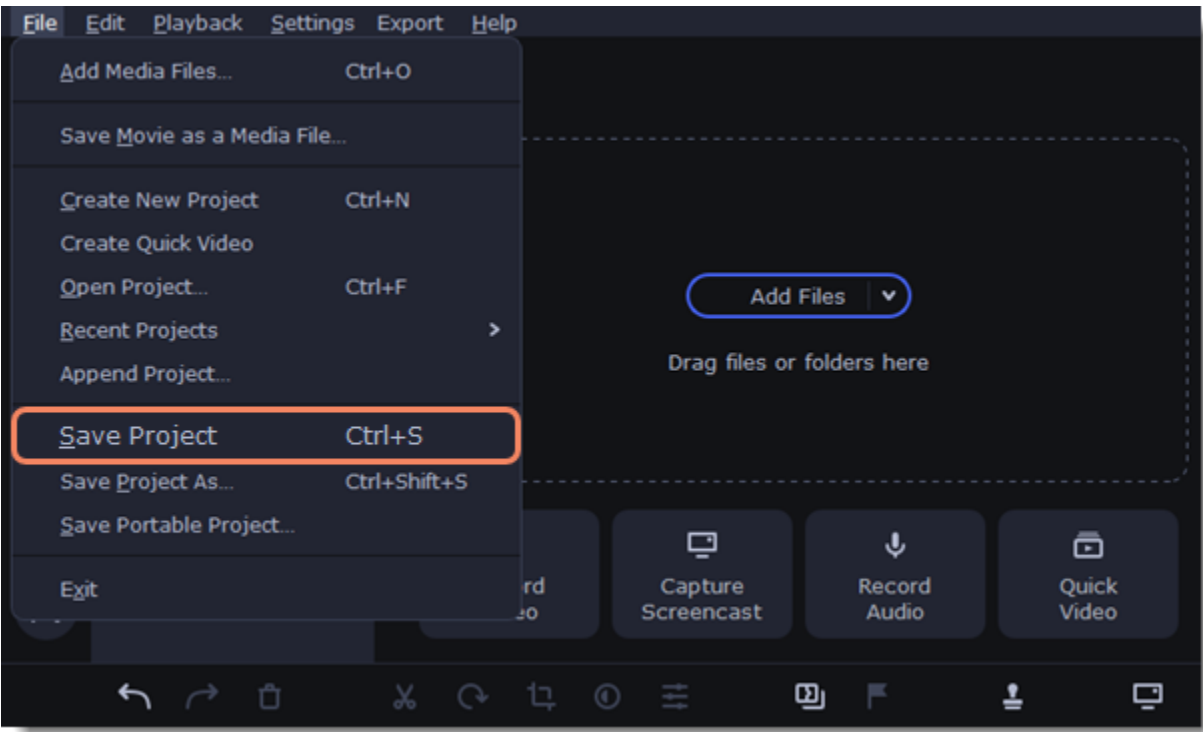 File Edit Playback Settings Export Help
Add Media Files... Ctrl+O
Save Movie as a Media File...
Create New Project Ctrl+N
Create Quick Video
Open Project... Ctrl+F
Recent Projects
Append Project...
Save Project Ctrl+S
Save Project As... Ctrl+Shift+S
Save Portable Project...
Exit
Add Files
Drag files or folders here
Capture
Screencast
Record
Audio
Quick
Video